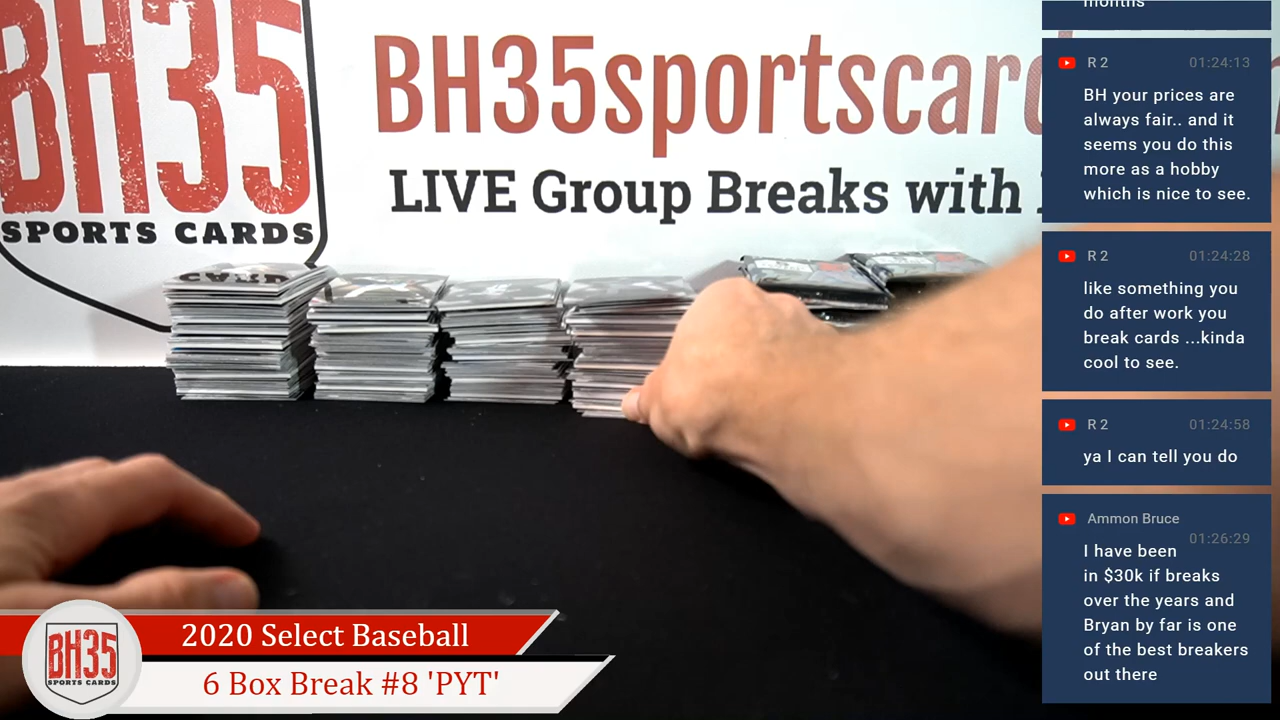 BH35
SPORTS CARDS
BH35sportscar
LIVE Group Breaks with
CARD
months
R 2 01:24:13
BH your prices are
always fair.. and it
seems you do this
more as a hobby
which is nice to see.
R 2 01:24:28
like something you
do after work you
break cards ...kinda
cool to see.
R 2 01:24:58
ya I can tell you do
Ammon Bruce
01:26:29
I have been
in $30k if breaks
over the years and
Bryan by far is one
of the best breakers
out there
BH35
SPORTS CARDS
2020 Select Baseball
6 Box Break #8 'PYT'